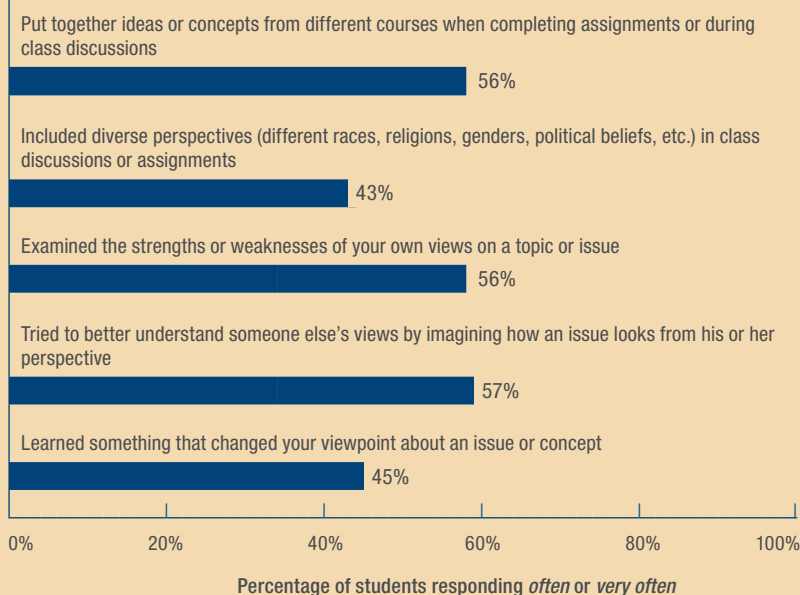 Put together ideas or concepts from different courses when completing assignments or during
class discussions
56%
Included diverse perspectives (different races, religions, genders, political beliefs, etc.) in class
discussions or assignments
43%
Examined the strengths or weaknesses of your own views on a topic or issue
56%
Tried to better understand someone else’s views by imagining how an issue looks from his or her
perspective
57%
Learned something that changed your viewpoint about an issue or concept
45%
0% 20% 40% 60% 80% 100%
Percentage of students responding often or very often